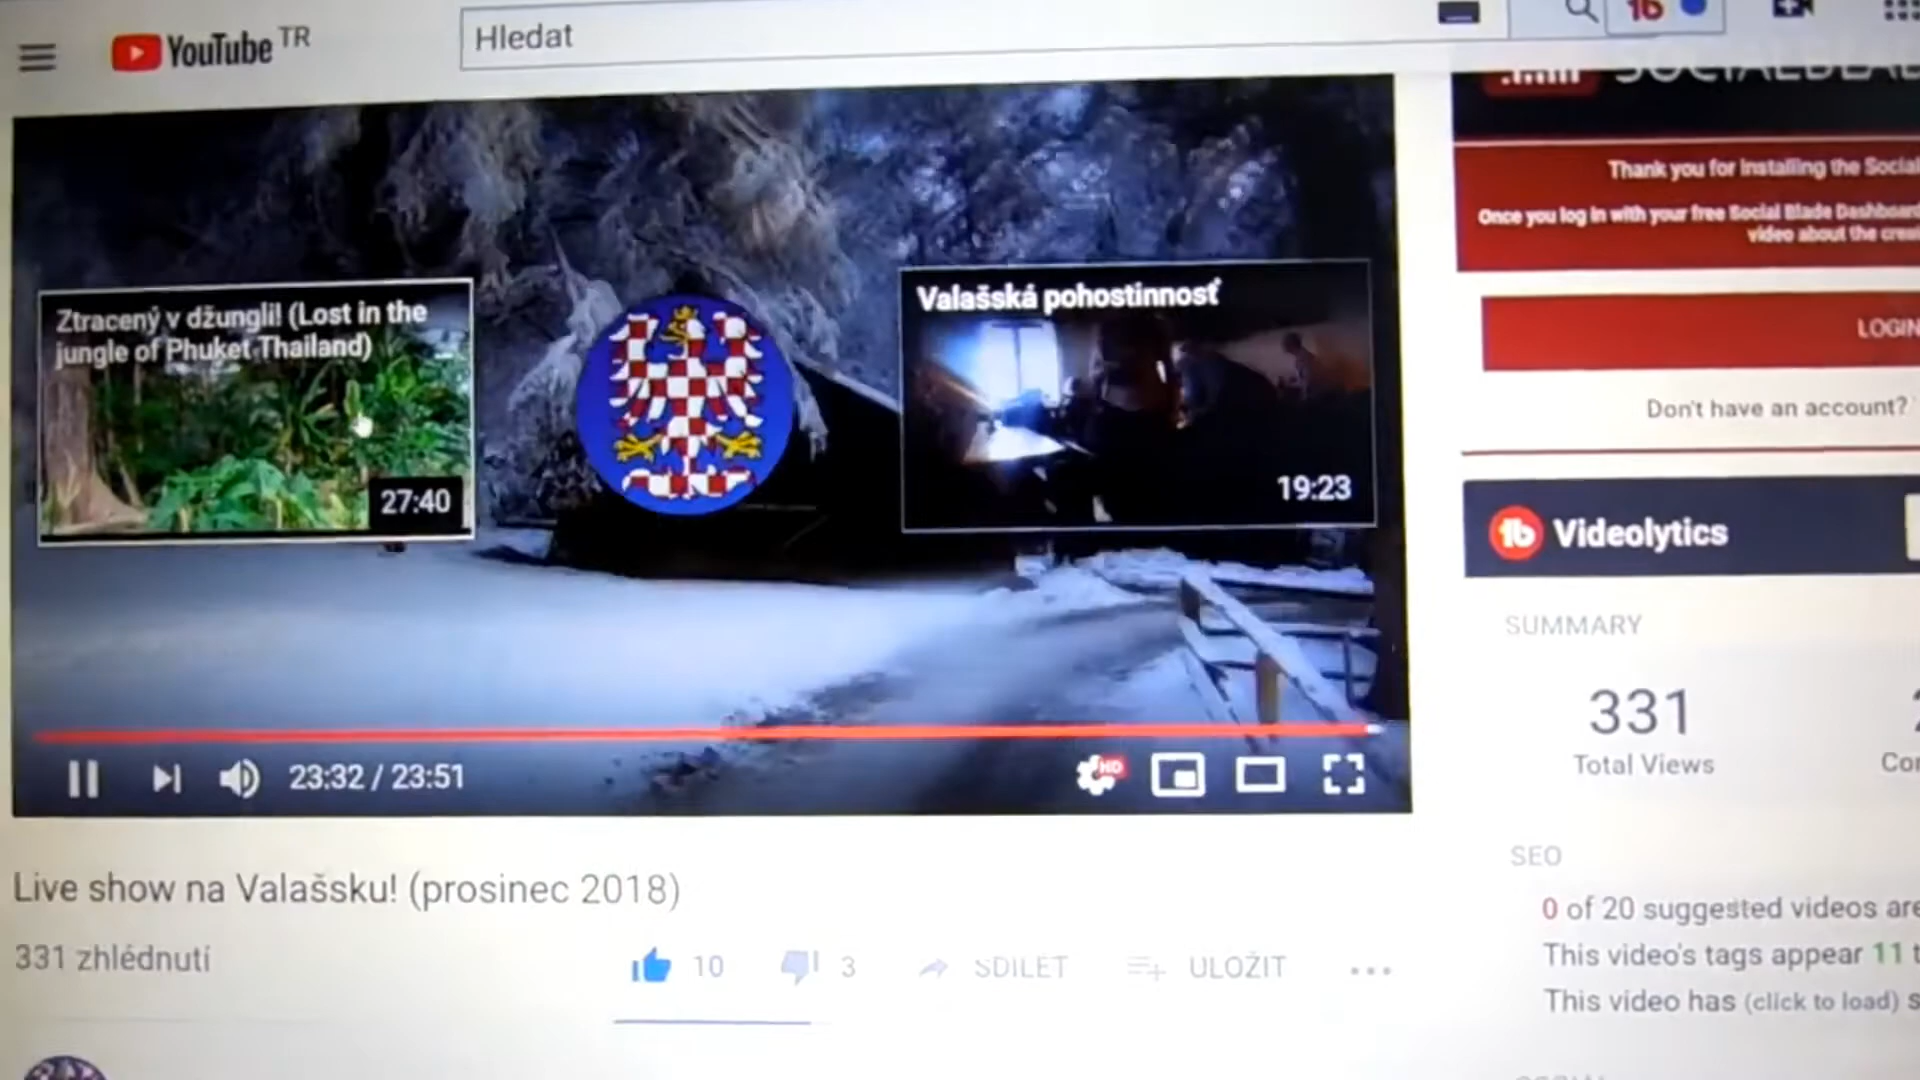 YouTube TR
Hledat
SOCIALBLADE
Thank you for installing the Social
Once you log in with your free Social Blade Dashboard
video about the
LOGIN
Don't have an account?
Ztracený v džungli! (Lost in the
jungle of Phuket-Thailand)
27:40
Valašská pohostinnosť
19:23
23:32 / 23:51
HD
Videolytics
SUMMARY
331
Total Views
Live show na Valašsku! (prosinec 2018)
331 zhlédnutí
10
3
SDÍLET
ULOŽIT
SEO
0 of 20 suggested videos are
This video's tags appear 11
This video has (click to load)